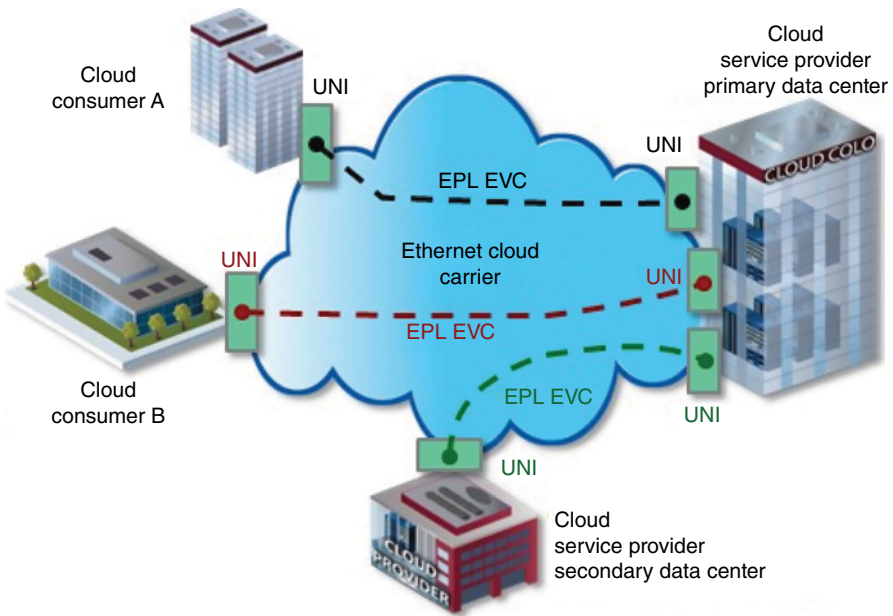 Cloud
consumer A
UNI
Cloud
service provider
primary data center
UNI
CLOUD COLO
EPL EVC
Ethernet cloud
carrier
UNI
UNI
EPL EVC
EPL EVC
Cloud
consumer B
UNI
UNI
CLOUD
PROVIDER
Cloud
service provider
secondary data center